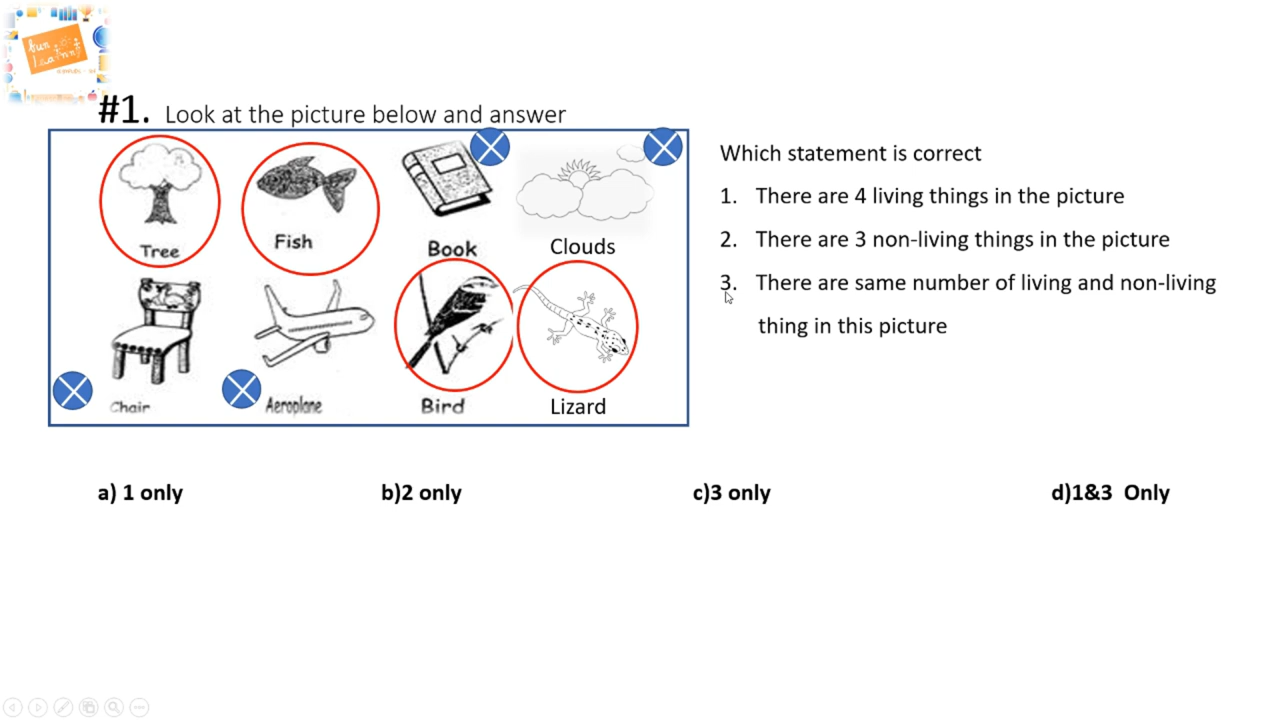 fun
#1. Look at the picture below and answer
Tree
Fish
Book
Clouds
Chair
Aeroplane
Bird
Lizard
Which statement is correct
1. There are 4 living things in the picture
2. There are 3 non-living things in the picture
3. There are same number of living and non-living
thing in this picture
a) 1 only
b)2 only
c)3 only
d)1&3 Only